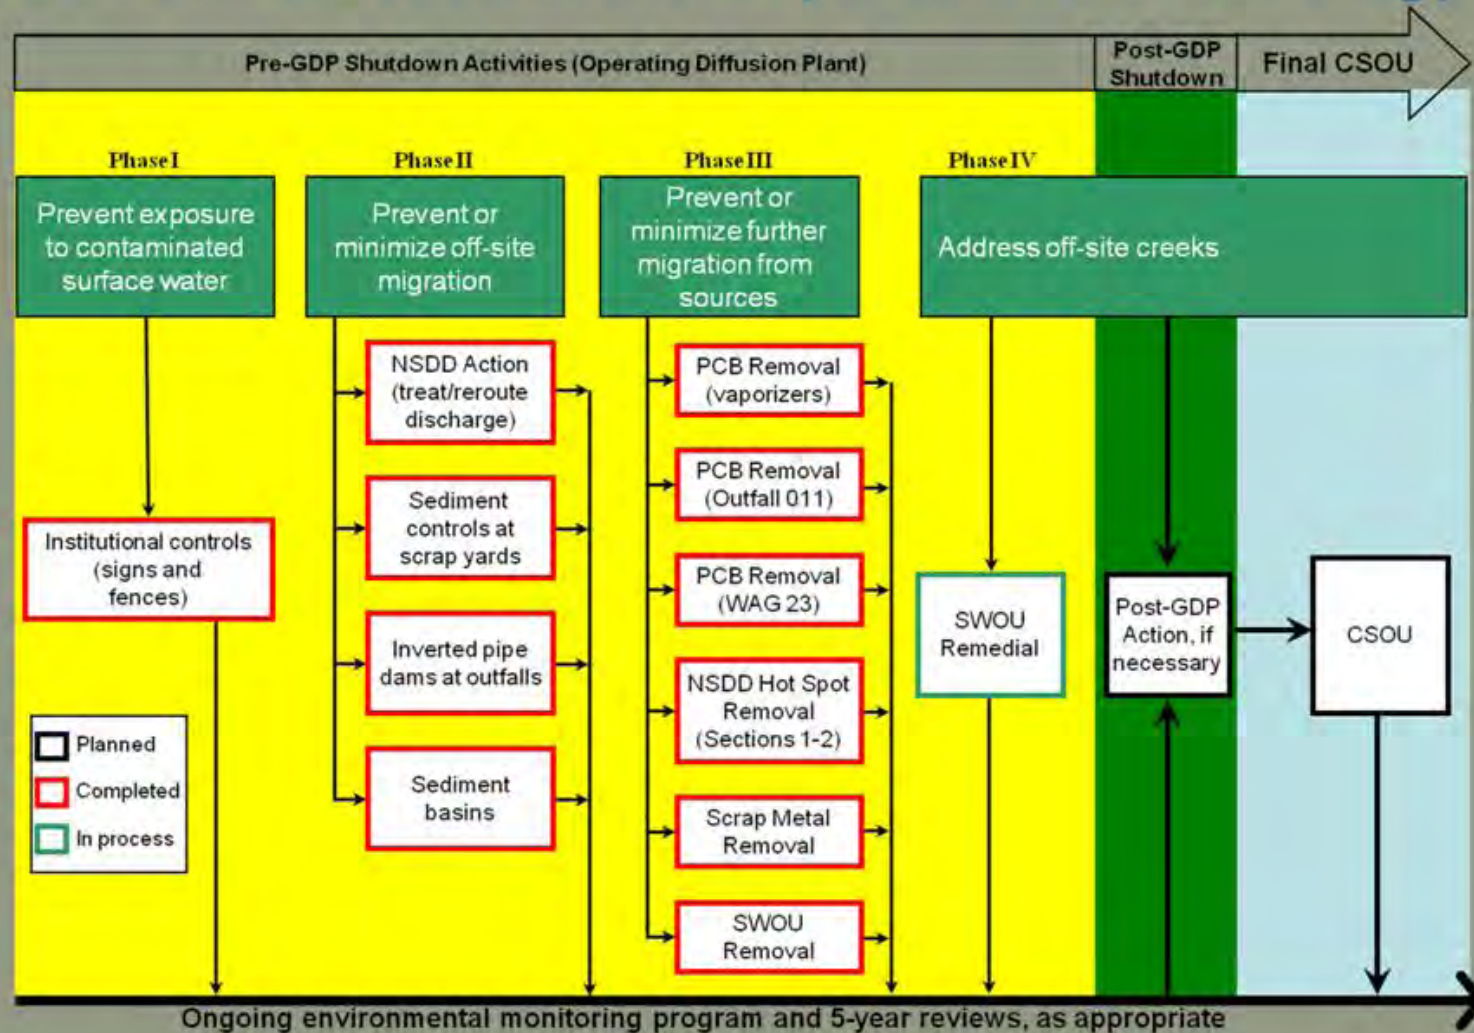 Pre-GDP Shutdown Activities (Operating Diffusion Plant)
Post-GDP
Shutdown
Final CSOU
Phase I
Prevent exposure
to contaminated
surface water
Institutional controls
(signs and
fences)
Phase II
Prevent or
minimize off-site
migration
NSDD Action
(treat/reroute
discharge)
Sediment
controls at
scrap yards
Inverted pipe
dams at outfalls
Sediment
basins
Phase III
Prevent or
minimize further
migration from
sources
PCB Removal
(vaporizers)
PCB Removal
(Outfall 011)
PCB Removal
(WAG 23)
NSDD Hot Spot
Removal
(Sections 1-2)
Scrap Metal
Removal
SWOU
Removal
Phase IV
Address off-site creeks
SWOU
Remedial
Post-GDP
Action, if
necessary
CSOU
Planned
Completed
In process
Ongoing environmental monitoring program and 5-year reviews, as appropriate